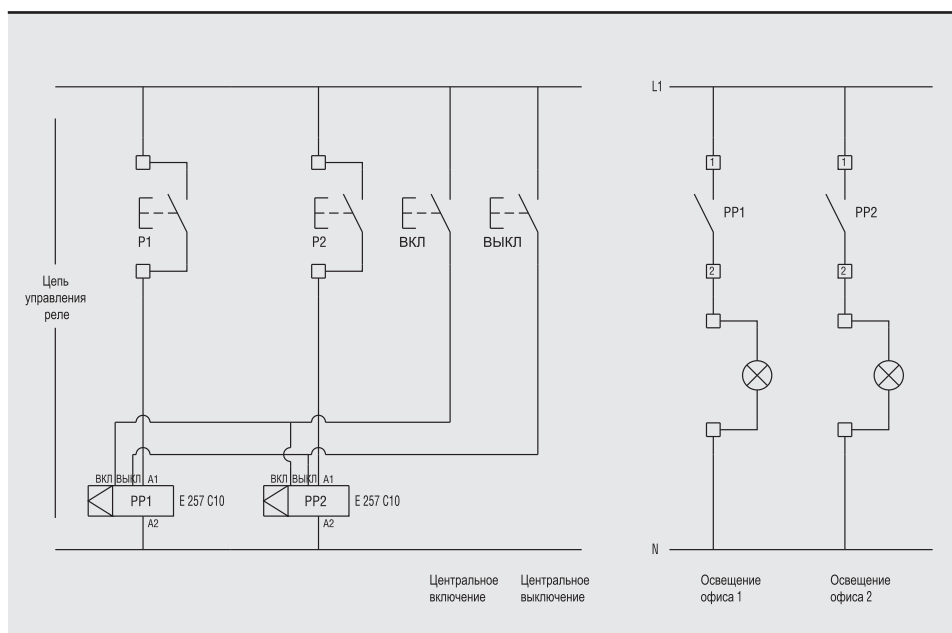 L1
1
1
PP1
PP2
P1
P2
ВКЛ
ВЫКЛ
2
2
Цепь
управления
реле
ВКЛ ВЫКЛ A1
ВКЛ ВЫКЛ A1
PP1
E 257 C10
PP2
E 257 C10
A2
A2
N
Центральное
включение
Центральное
выключение
Освещение
офиса 1
Освещение
офиса 2